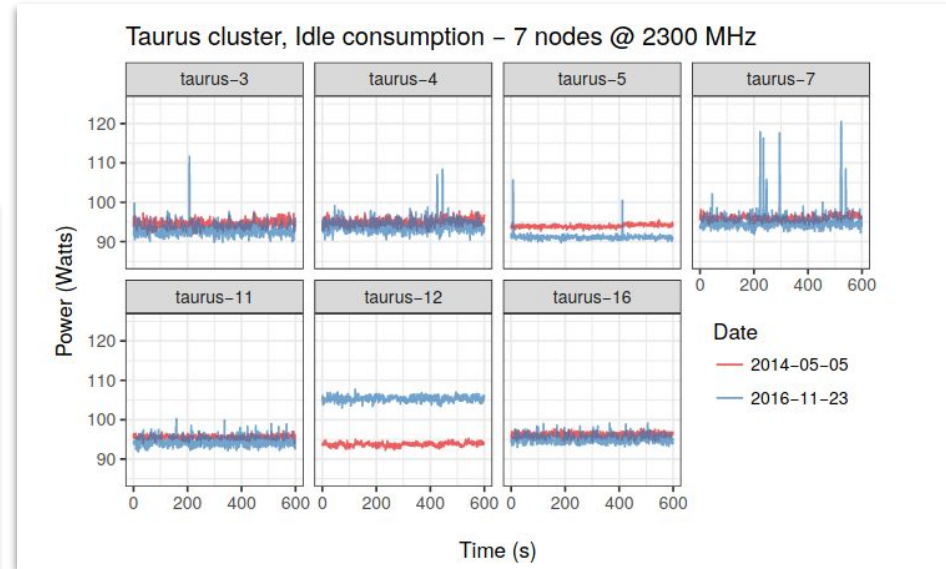 Taurus cluster, Idle consumption − 7 nodes @ 2300 MHz
taurus−3
taurus−4
taurus−5
taurus−7
120
110
100
90
0 200 400 600
taurus−11
taurus−12
taurus−16
120
110
100
90
0 200 400 600
0 200 400 600
0 200 400 600
Power (Watts)
Time (s)
Date
2014−05−05
2016−11−23